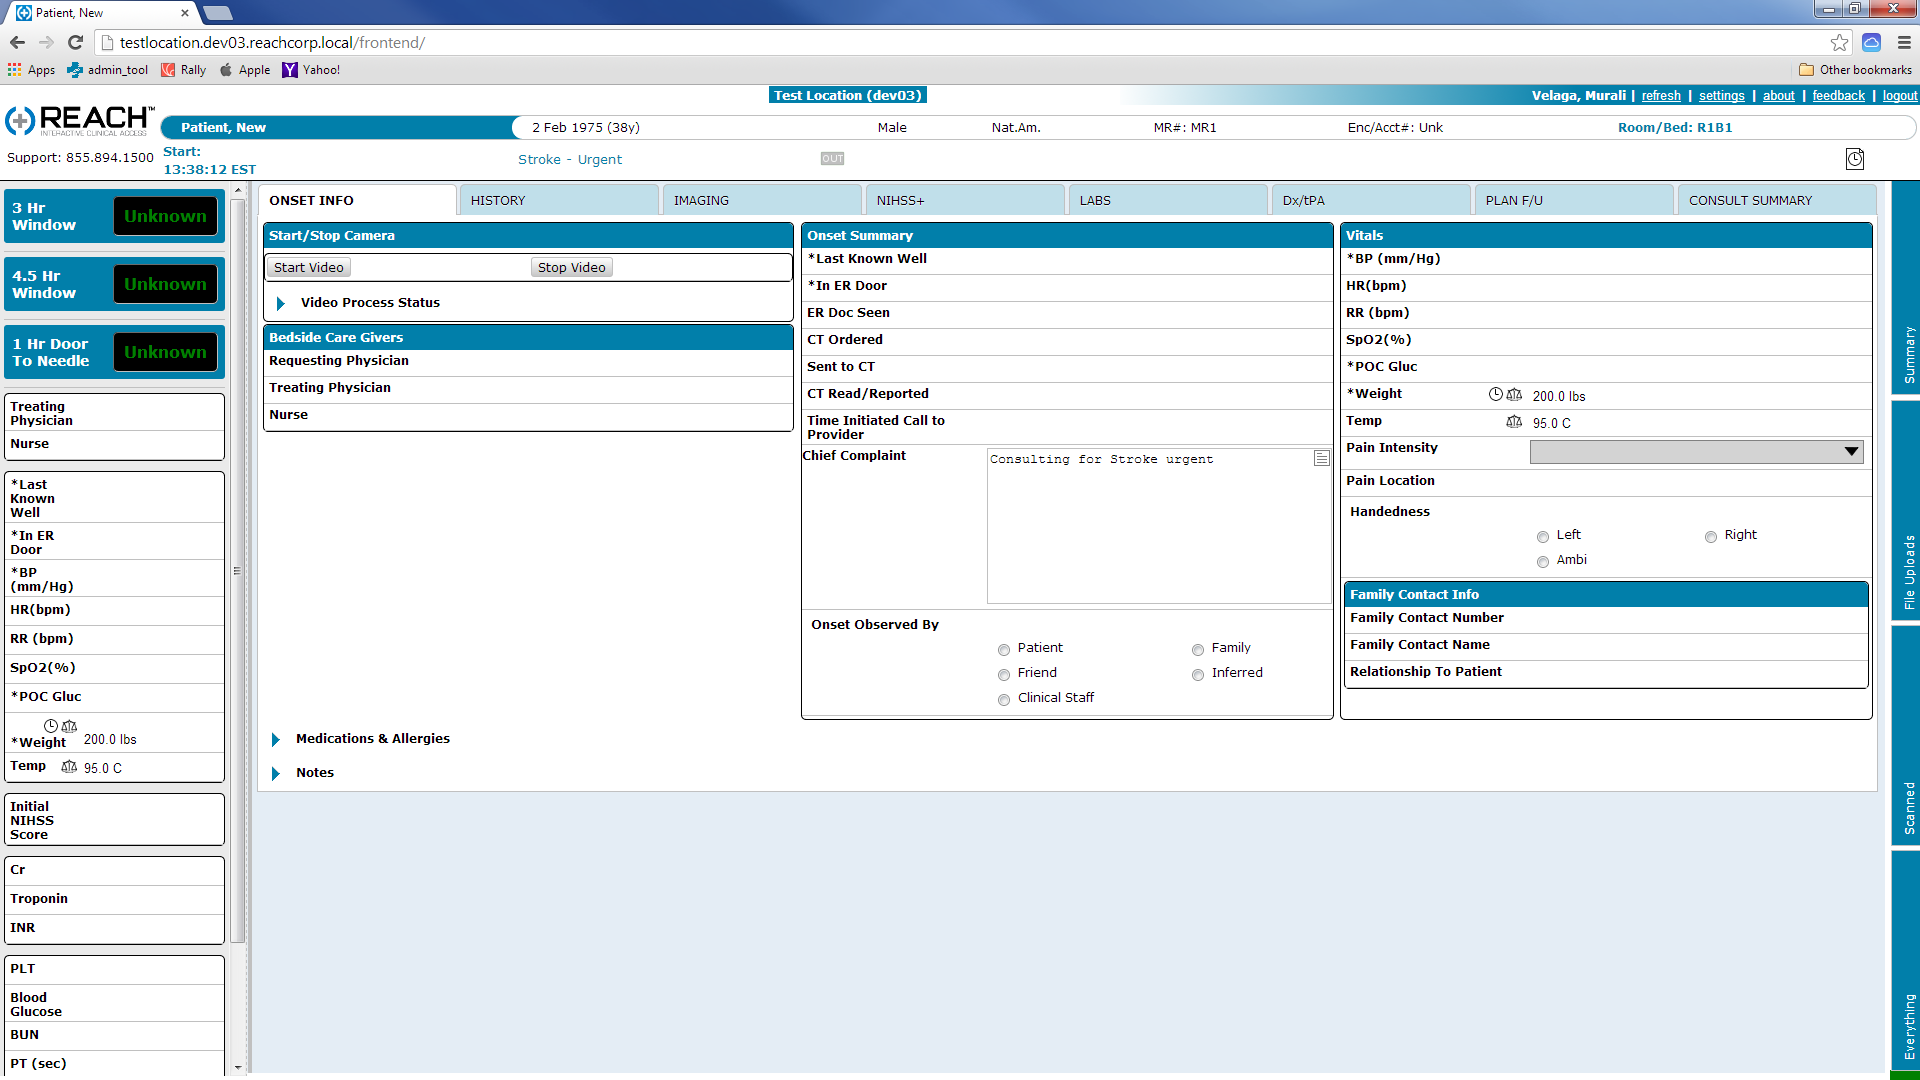 Patient, New
testlocation.dev03.reachcorp.local/frontend/
Apps admin_tool Rally Apple Yahoo! Other bookmarks
REACH™
INTERACTIVE CLINICAL ACCESS
Test Location (dev03)
Velaga, Murali | refresh | settings | about | feedback | logout
Patient, New 2 Feb 1975 (38y) Male Nat.Am. MR#: MR1 Enc/Acct#: Unk Room/Bed: R1B1
Support: 855.894.1500
Start:
13:38:12 EST
Stroke - Urgent
OUT
3 Hr
Window
Unknown
4.5 Hr
Window
Unknown
1 Hr Door
To Needle
Unknown
Treating
Physician
Nurse
*Last
Known
Well
*In ER
Door
*BP
(mm/Hg)
HR(bpm)
RR (bpm)
SpO2(%)
*POC Gluc
*Weight 200.0 lbs
Temp 95.0 C
Initial
NIHSS
Score
Cr
Troponin
INR
PLT
Blood
Glucose
BUN
PT (sec)
ONSET INFO HISTORY IMAGING NIHSS+ LABS Dx/tPA PLAN F/U CONSULT SUMMARY
Start/Stop Camera
Start Video Stop Video
Video Process Status
Bedside Care Givers
Requesting Physician
Treating Physician
Nurse
Onset Summary
*Last Known Well
*In ER Door
ER Doc Seen
CT Ordered
Sent to CT
CT Read/Reported
Time Initiated Call to
Provider
Chief Complaint Consulting for Stroke urgent
Onset Observed By
Patient Family
Friend Inferred
Clinical Staff
Vitals
*BP (mm/Hg)
HR(bpm)
RR (bpm)
SpO2(%)
*POC Gluc
*Weight 200.0 lbs
Temp 95.0 C
Pain Intensity
Pain Location
Handedness
Left Right
Ambi
Family Contact Info
Family Contact Number
Family Contact Name
Relationship To Patient
Medications & Allergies
Notes
Summary
File Uploads
Scanned
Everything